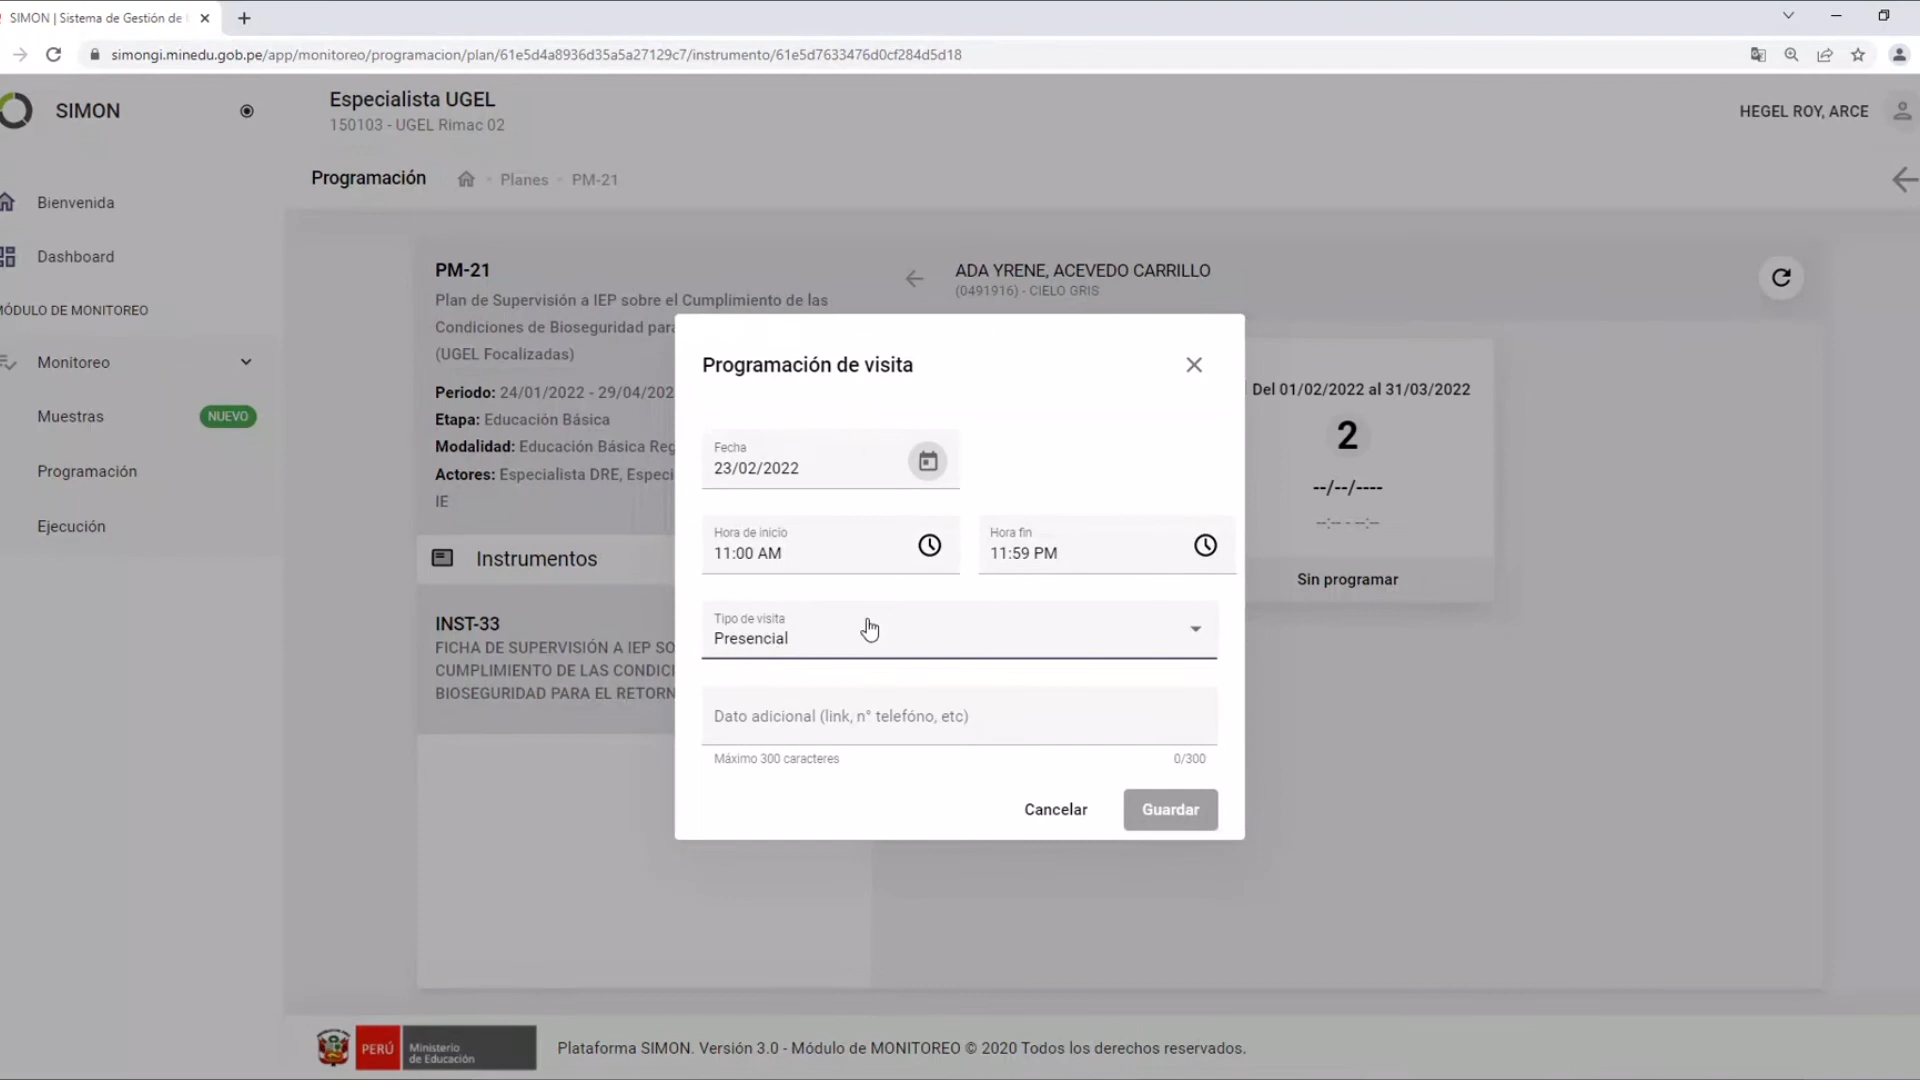 SIMON | Sistema de Gestión de
simongi.minedu.gob.pe/app/monitoreo/programacion/plan/61e5d4a8936d35a5a27129c7/instrumento/61e5d7633476d0cf284d5d18
SIMON
Especialista UGEL
150103 - UGEL Rimac 02
HEGEL ROY, ARCE
Programación
Planes
PM-21
Bienvenida
Dashboard
MÓDULO DE MONITOREO
Monitoreo
Muestras
NUEVO
Programación
Ejecución
PM-21
Plan de Supervisión a IEP sobre el Cumplimiento de las
Condiciones de Bioseguridad para
(UGEL Focalizadas)
Periodo: 24/01/2022 - 29/04/202
Etapa: Educación Básica
Modalidad: Educación Básica Reg
Actores: Especialista DRE, Especi
IE
Instrumentos
INST-33
FICHA DE SUPERVISIÓN A IEP SO
CUMPLIMIENTO DE LAS CONDICI
BIOSEGURIDAD PARA EL RETORN
ADA YRENE, ACEVEDO CARRILLO
(0491916) - CIELO GRIS
Del 01/02/2022 al 31/03/2022
2
--/--/----
--:-- - --:--
Sin programar
Programación de visita
Fecha
23/02/2022
Hora de inicio
11:00 AM
Hora fin
11:59 PM
Tipo de visita
Presencial
Dato adicional (link, n° telefóno, etc)
Máximo 300 caracteres
0/300
Cancelar
Guardar
PERÚ
Ministerio
de Educación
Plataforma SIMON. Versión 3.0 - Módulo de MONITOREO © 2020 Todos los derechos reservados.